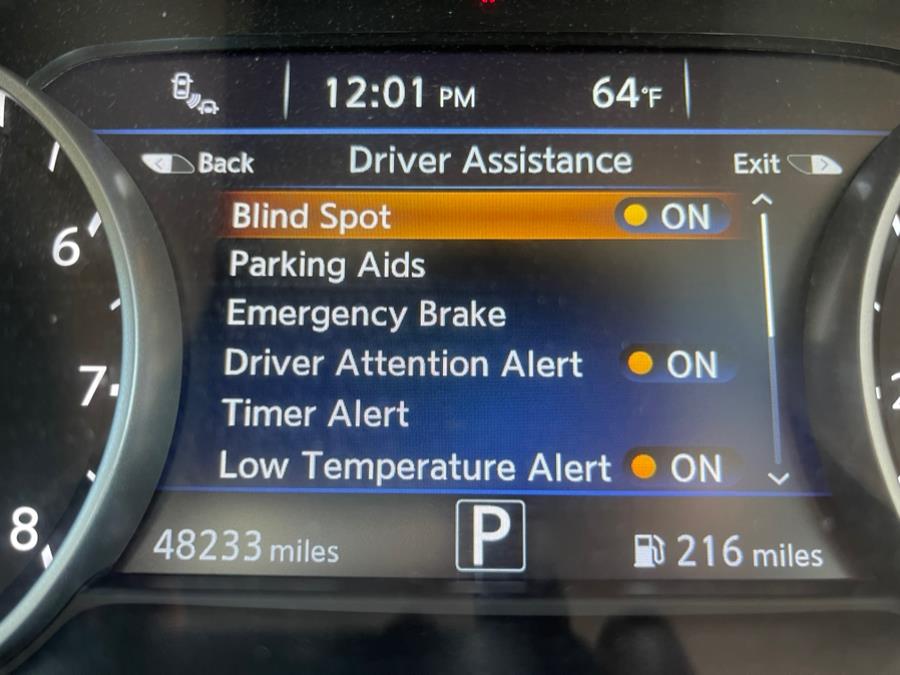 12:01 PM 64°F
Back Driver Assistance Exit
Blind Spot ON
Parking Aids
Emergency Brake
Driver Attention Alert ON
Timer Alert
Low Temperature Alert ON
48233 miles P 216 miles
6
7
8
2